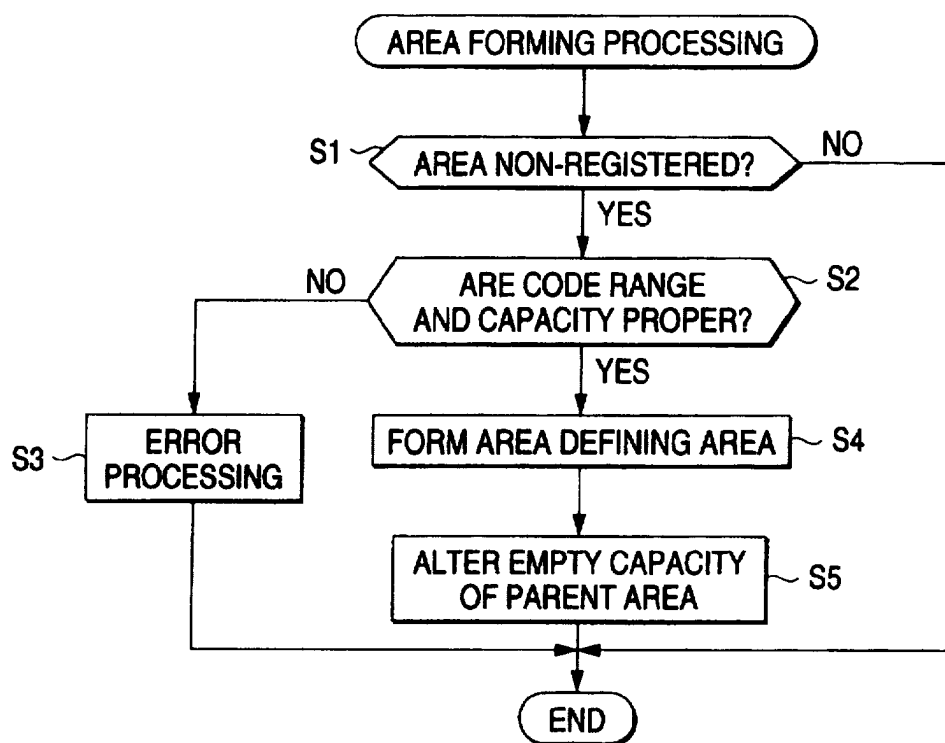 AREA FORMING PROCESSING
S1
AREA NON-REGISTERED?
NO
YES
NO
ARE CODE RANGE
AND CAPACITY PROPER?
S2
YES
S3
ERROR
PROCESSING
FORM AREA DEFINING AREA
S4
ALTER EMPTY CAPACITY
OF PARENT AREA
S5
END